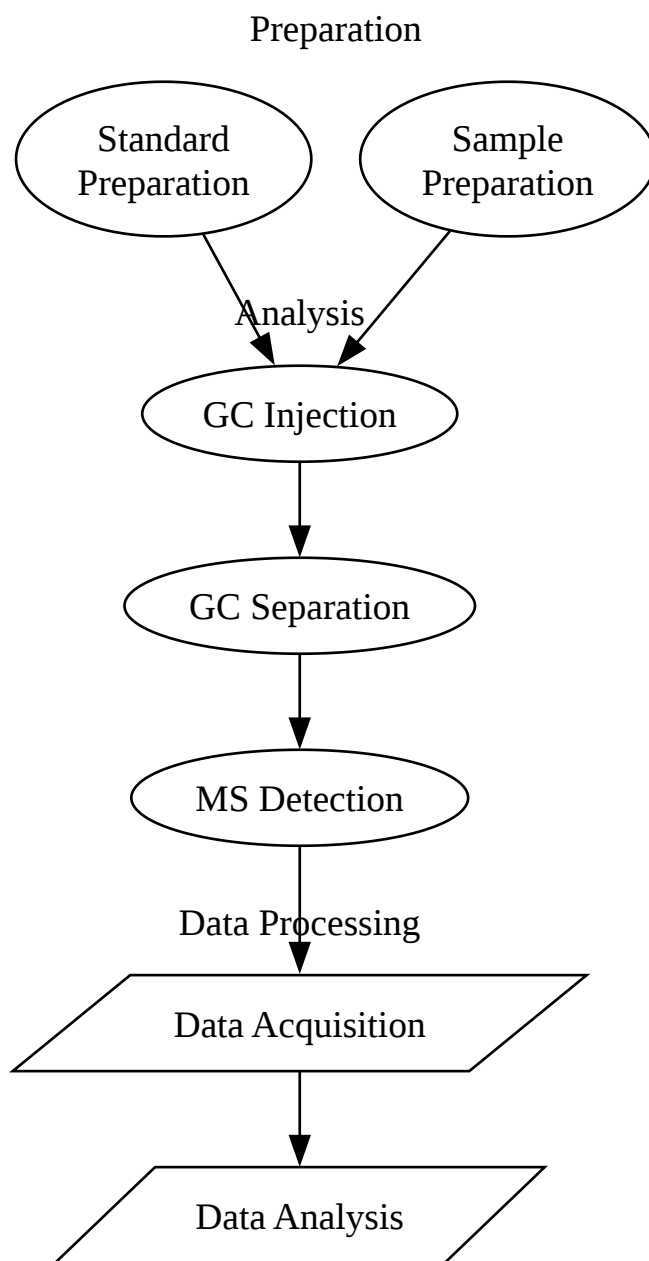 Preparation
Standard
Preparation
Sample
Preparation
Analysis
GC Injection
GC Separation
MS Detection
Data Processing
Data Acquisition
Data Analysis